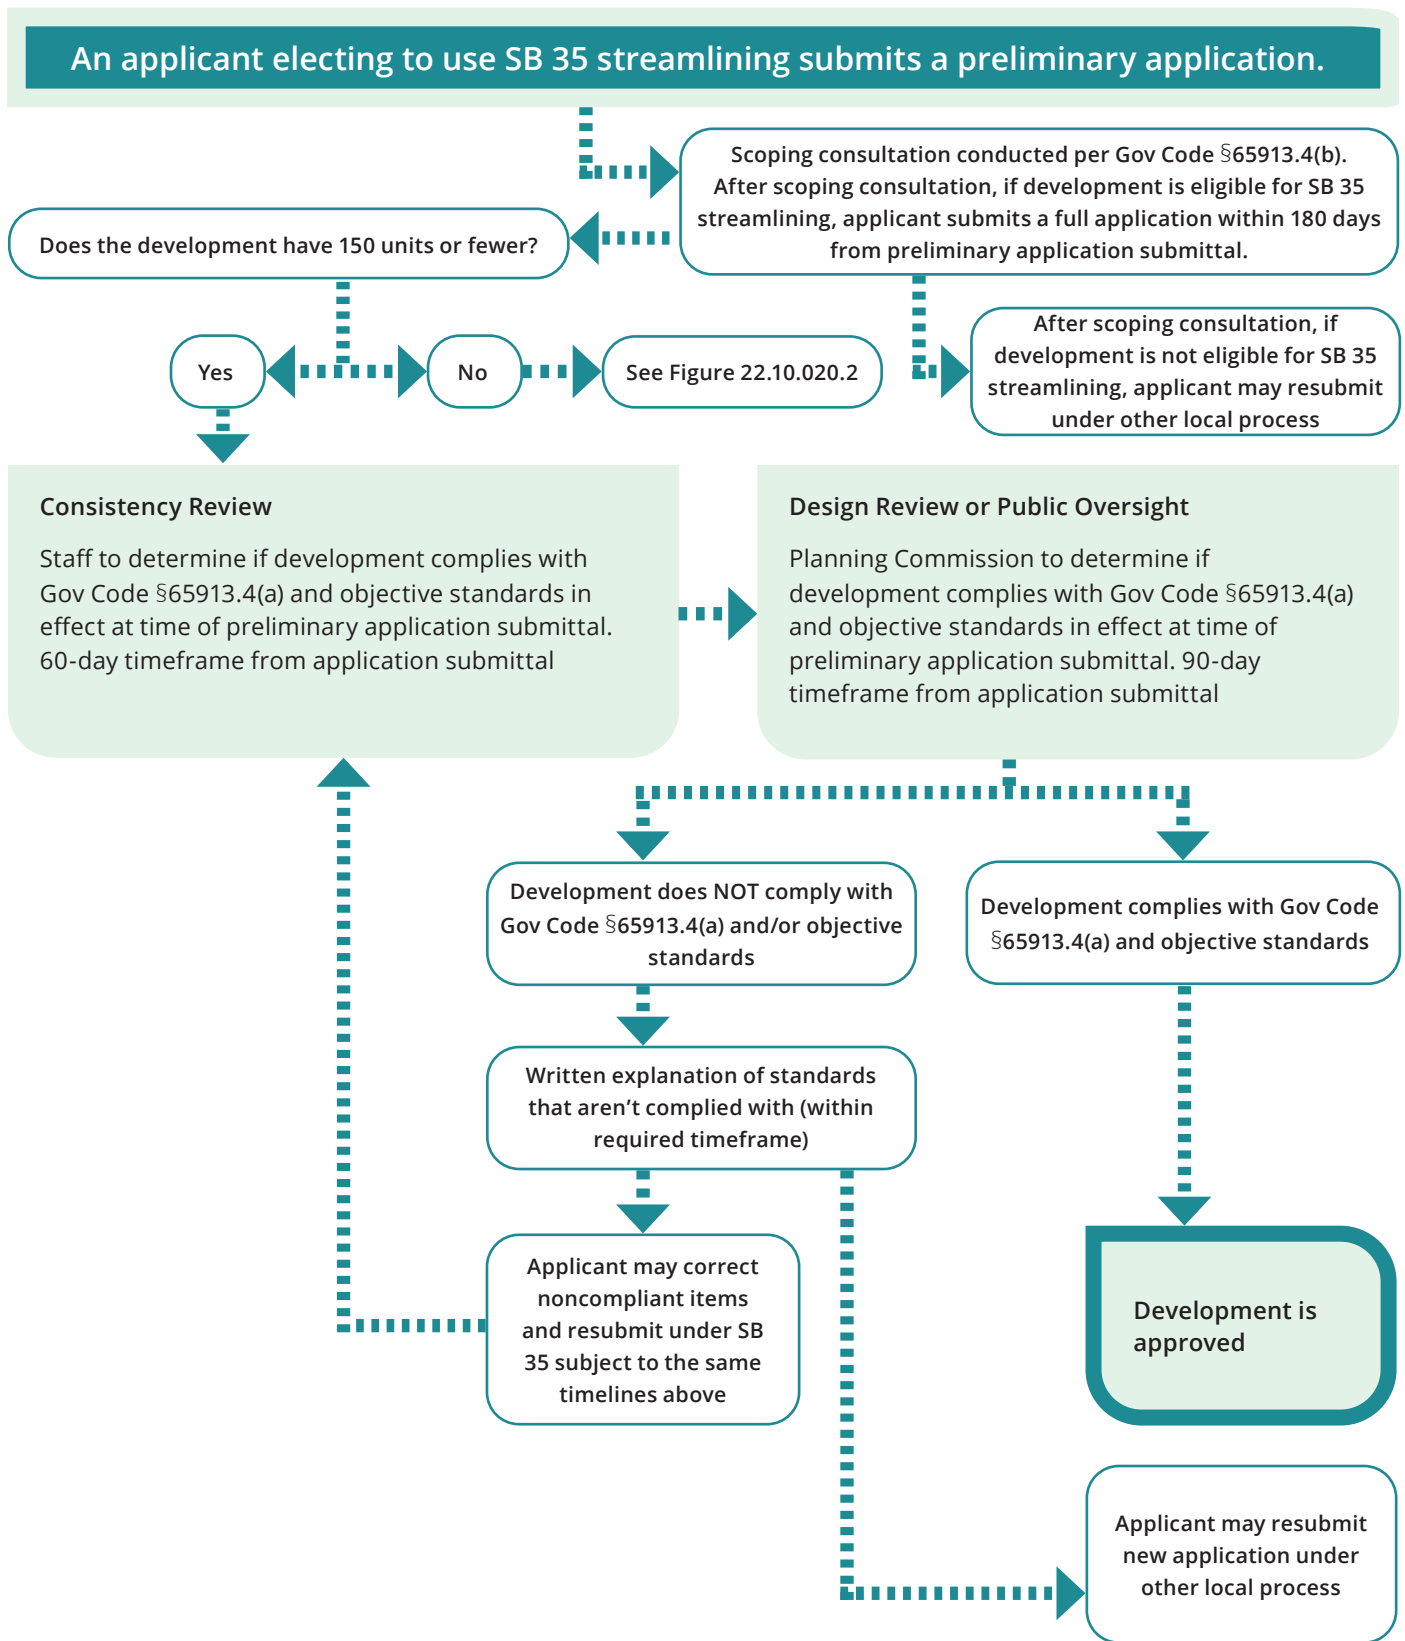 An applicant electing to use SB 35 streamlining submits a preliminary application.
Scoping consultation conducted per Gov Code §65913.4(b).
After scoping consultation, if development is eligible for SB 35
streamlining, applicant submits a full application within 180 days
from preliminary application submittal.
Does the development have 150 units or fewer?
After scoping consultation, if
development is not eligible for SB 35
streamlining, applicant may resubmit
under other local process
Yes
No
See Figure 22.10.020.2
Consistency Review
Staff to determine if development complies with
Gov Code §65913.4(a) and objective standards in
effect at time of preliminary application submittal.
60-day timeframe from application submittal
Design Review or Public Oversight
Planning Commission to determine if
development complies with Gov Code §65913.4(a)
and objective standards in effect at time of
preliminary application submittal. 90-day
timeframe from application submittal
Development does NOT comply with
Gov Code §65913.4(a) and/or objective
standards
Development complies with Gov Code
§65913.4(a) and objective standards
Written explanation of standards
that aren’t complied with (within
required timeframe)
Applicant may correct
noncompliant items
and resubmit under SB
35 subject to the same
timelines above
Development is
approved
Applicant may resubmit
new application under
other local process